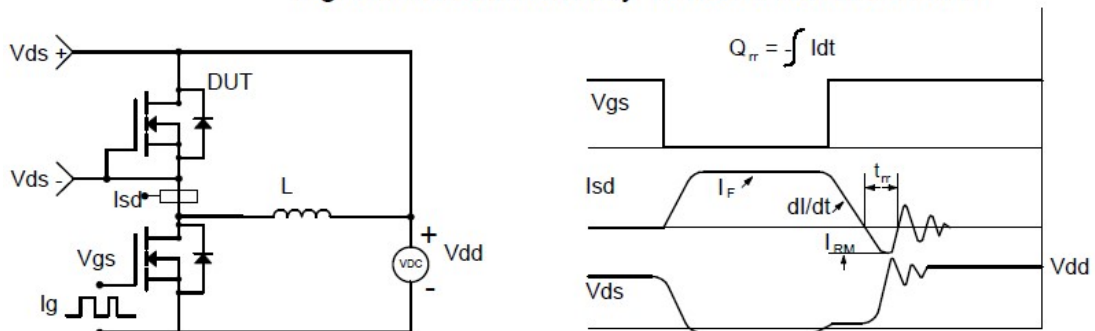 Vds +
DUT
Vds -
Isd
L
Vgs
Ig
+
VDC
-
Vdd
Qrr = -∫ Idt
Vgs
Isd
IF
dI/dt
trr
IRM
Vds
Vdd